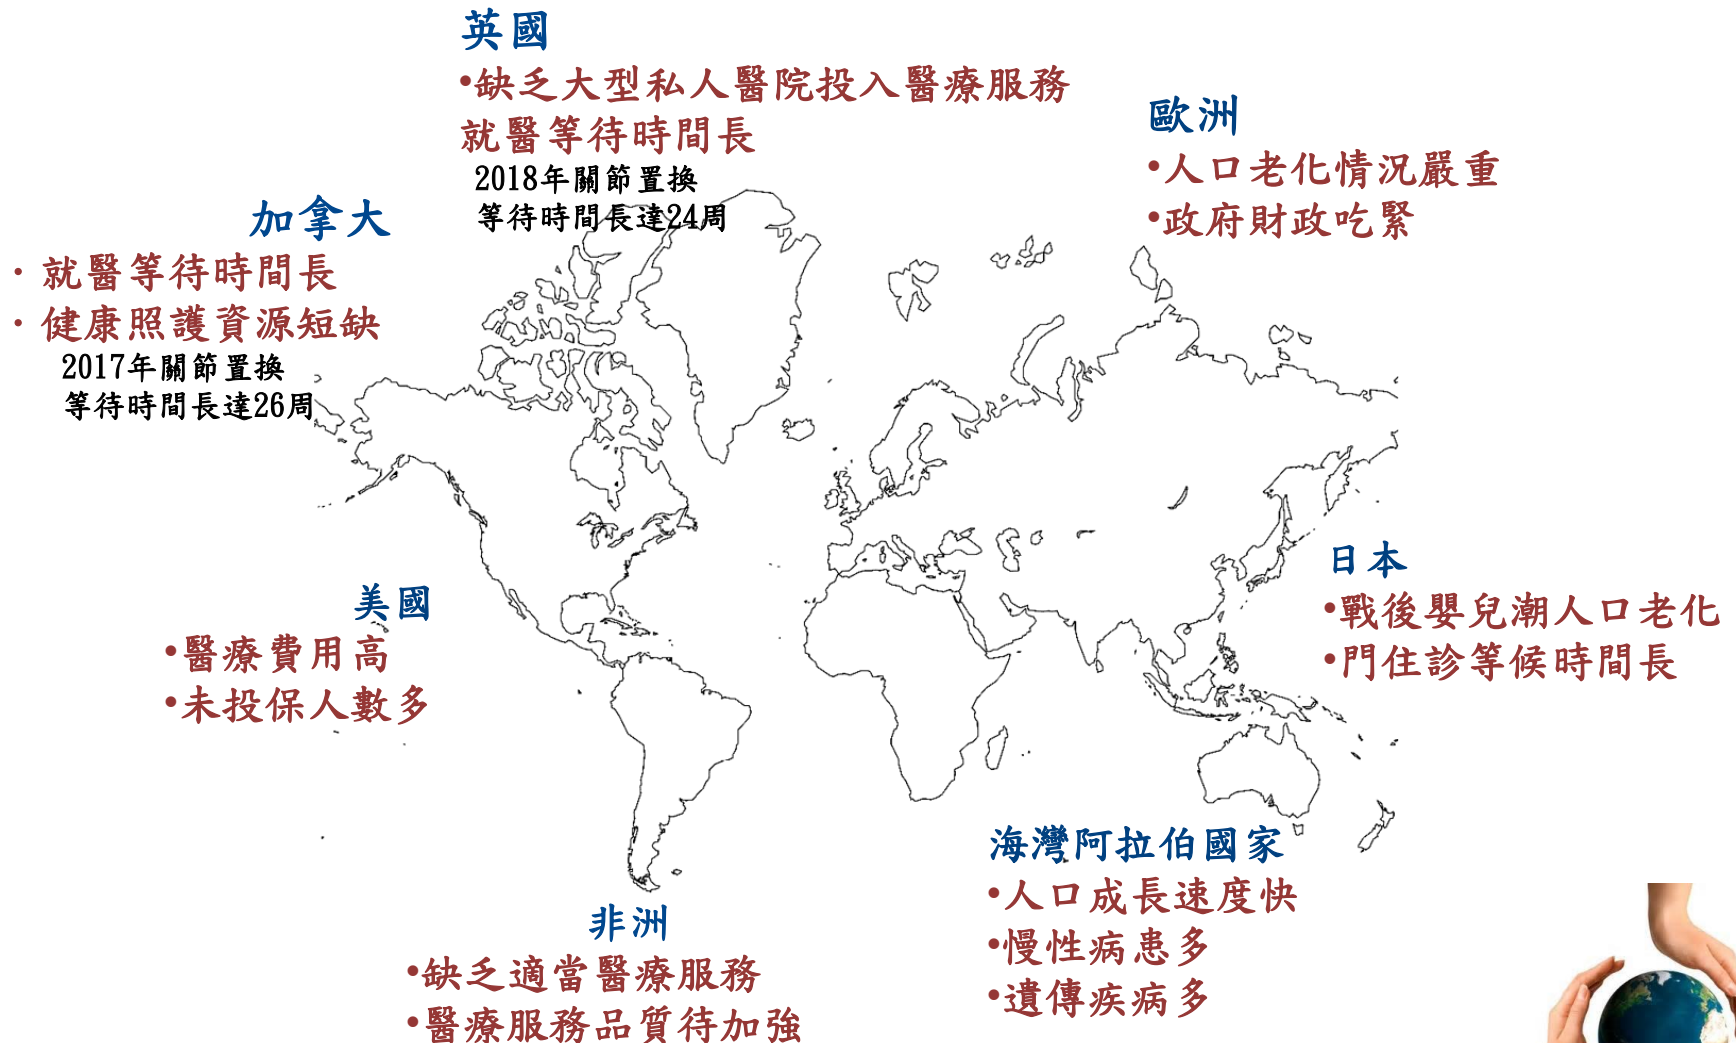 英國
•缺乏大型私人醫院投入醫療服務
就醫等待時間長
2018年關節置換
等待時間長達24周
歐洲
•人口老化情況嚴重
•政府財政吃緊
加拿大
· 就醫等待時間長
· 健康照護資源短缺
2017年關節置換
等待時間長達26周
美國
•醫療費用高
•未投保人數多
日本
•戰後嬰兒潮人口老化
•門住診等候時間長
海灣阿拉伯國家
•人口成長速度快
•慢性病患多
•遺傳疾病多
非洲
•缺乏適當醫療服務
•醫療服務品質待加強